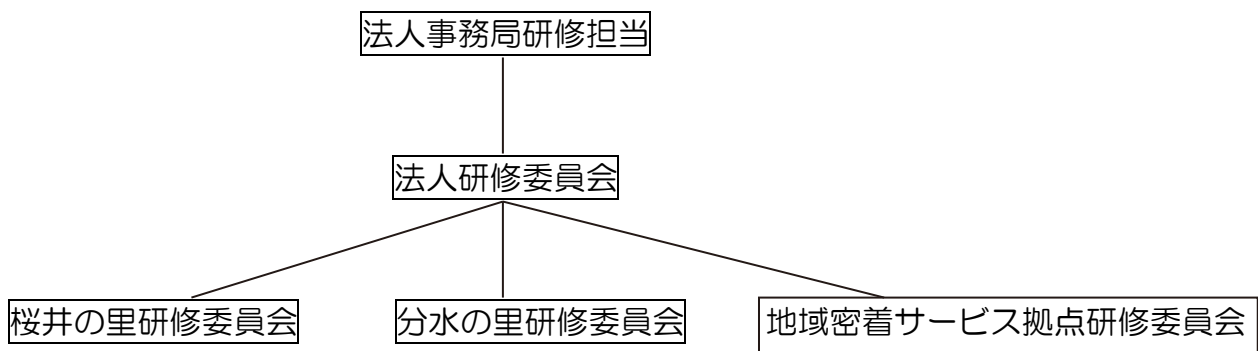 法人事務局研修担当
法人研修委員会
桜井の里研修委員会
分水の里研修委員会
地域密着サービス拠点研修委員会